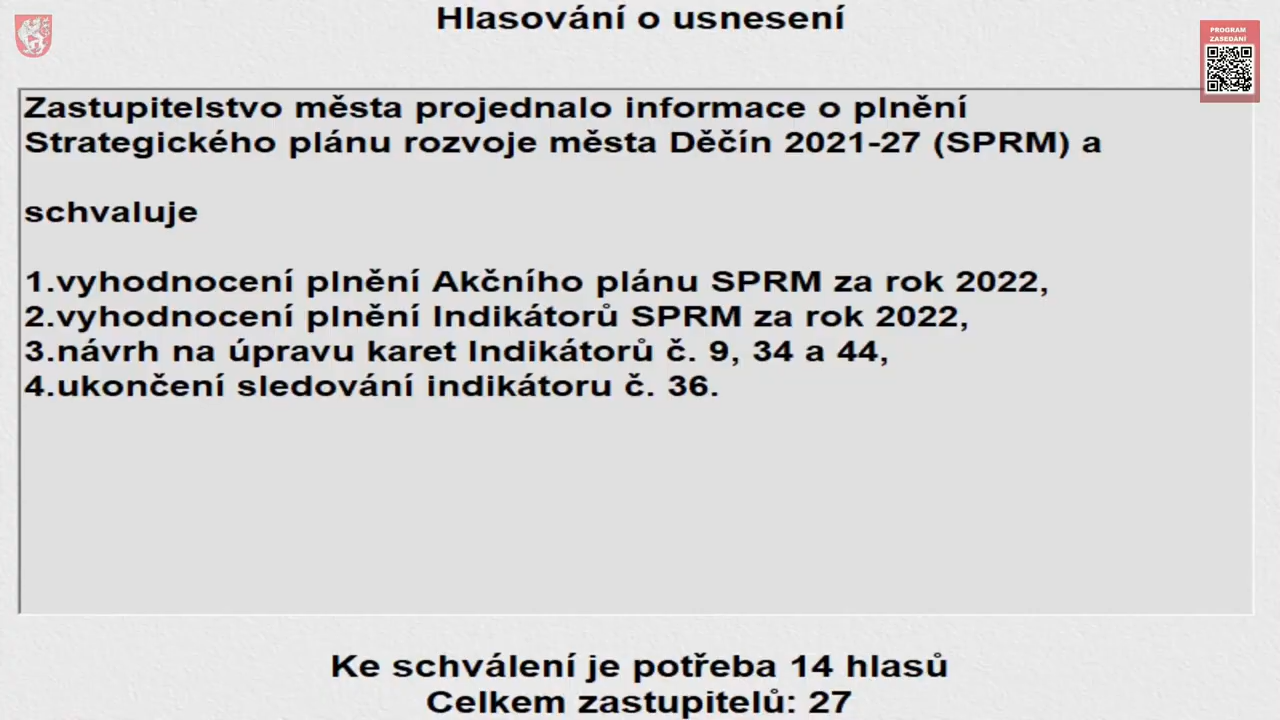 Hlasování o usnesení
PROGRAM
ZASEDÁNÍ
Zastupitelstvo města projednalo informace o plnění
Strategického plánu rozvoje města Děčín 2021-27 (SPRM) a
schvaluje
1.vyhodnocení plnění Akčního plánu SPRM za rok 2022,
2.vyhodnocení plnění Indikátorů SPRM za rok 2022,
3.návrh na úpravu karet Indikátorů č. 9, 34 a 44,
4.ukončení sledování indikátoru č. 36.
Ke schválení je potřeba 14 hlasů
Celkem zastupitelů: 27